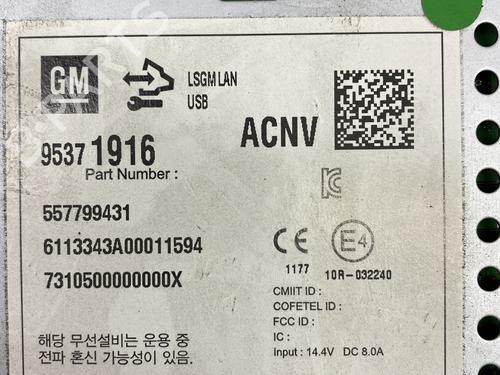 GM
LSGMLAN
USB
ACNV
9537 1916
Part Number :
557799431
6113343A00011594
7310500000000X
CE
E4
1177 10R-032240
CMIIT ID :
COFETEL ID :
FCC ID :
IC :
Input : 14.4V DC 8.0A
해당 무선설비는 운용 중
전파 혼신 가능성이 있음.